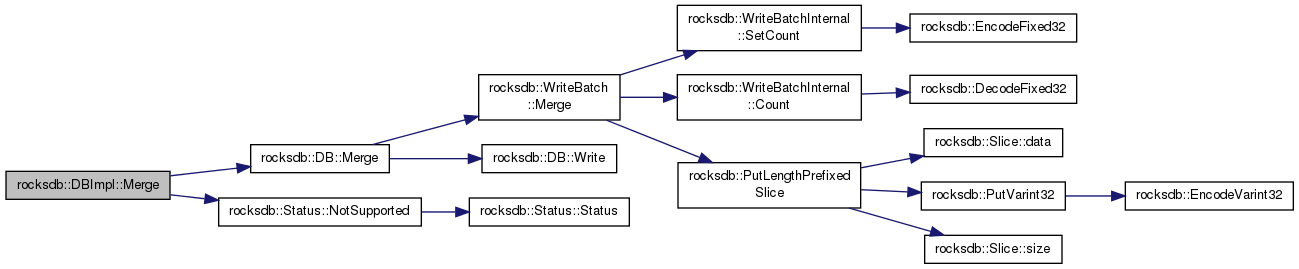 rocksdb::DBImpl::Merge
rocksdb::DB::Merge
rocksdb::Status::NotSupported
rocksdb::WriteBatch
::Merge
rocksdb::DB::Write
rocksdb::Status::Status
rocksdb::WriteBatchInternal
::SetCount
rocksdb::WriteBatchInternal
::Count
rocksdb::PutLengthPrefixed
Slice
rocksdb::EncodeFixed32
rocksdb::DecodeFixed32
rocksdb::Slice::data
rocksdb::PutVarint32
rocksdb::Slice::size
rocksdb::EncodeVarint32